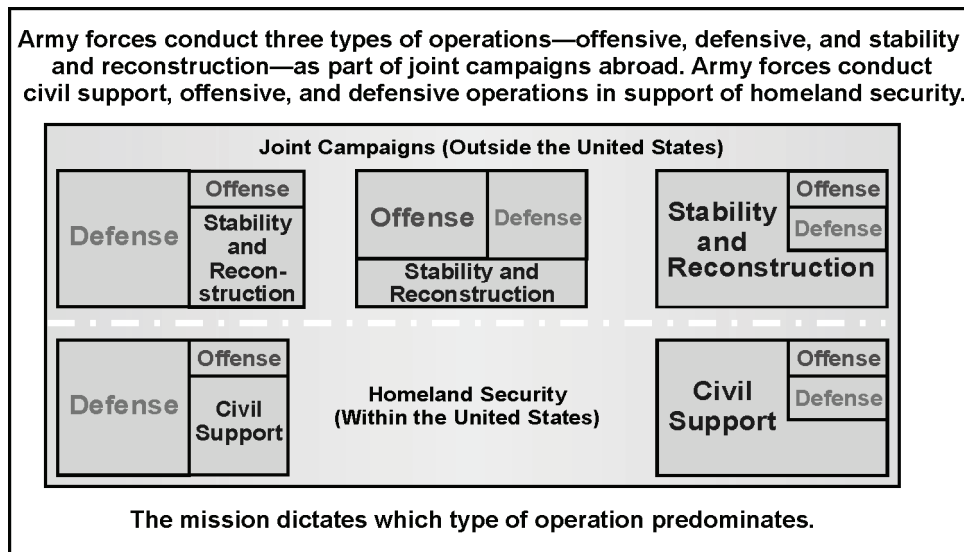 Army forces conduct three types of operations—offensive, defensive, and stability
and reconstruction—as part of joint campaigns abroad. Army forces conduct
civil support, offensive, and defensive operations in support of homeland security.
Joint Campaigns (Outside the United States)
Defense
Offense
Stability
and
Recon-
struction
Offense
Defense
Stability and
Reconstruction
Stability
and
Reconstruction
Offense
Defense
Defense
Offense
Civil
Support
Homeland Security
(Within the United States)
Civil
Support
Offense
Defense
The mission dictates which type of operation predominates.